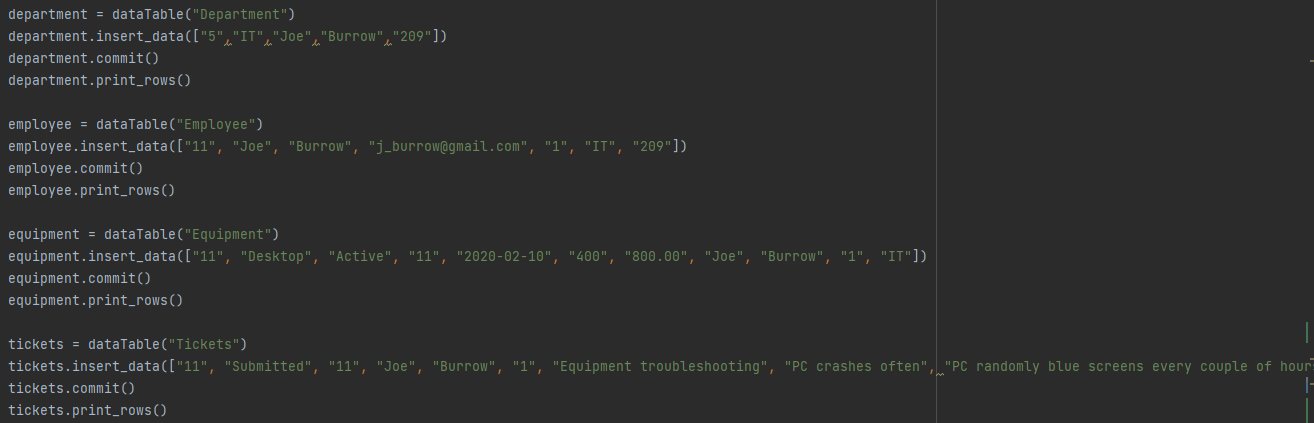 department = dataTable("Department")
department.insert_data(["5","IT","Joe","Burrow","209"])
department.commit()
department.print_rows()
employee = dataTable("Employee")
employee.insert_data(["11", "Joe", "Burrow", "j_burrow@gmail.com", "1", "IT", "209"])
employee.commit()
employee.print_rows()
equipment = dataTable("Equipment")
equipment.insert_data(["11", "Desktop", "Active", "11", "2020-02-10", "400", "800.00", "Joe", "Burrow", "1", "IT"])
equipment.commit()
equipment.print_rows()
tickets = dataTable("Tickets")
tickets.insert_data(["11", "Submitted", "11", "Joe", "Burrow", "1", "Equipment troubleshooting", "PC crashes often", "PC randomly blue screens every couple of hour
tickets.commit()
tickets.print_rows()